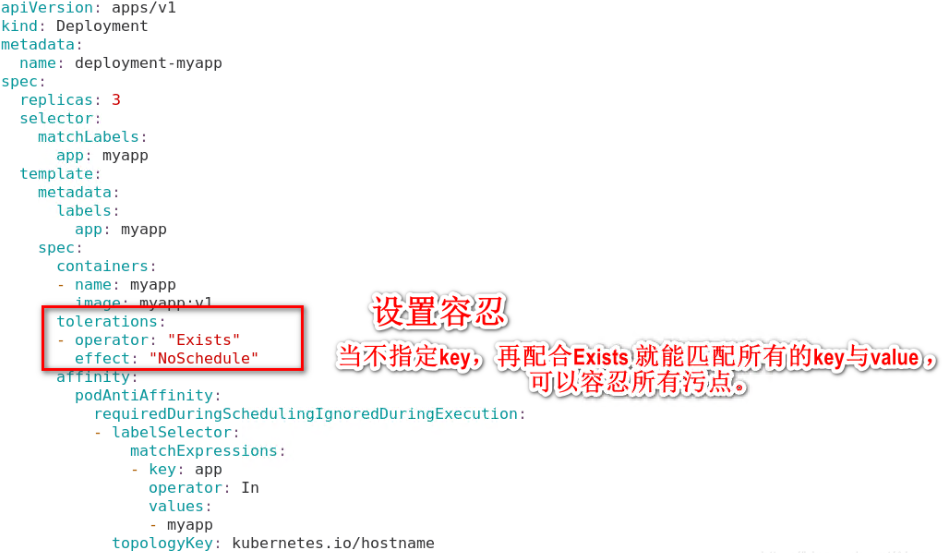 apiVersion: apps/v1
kind: Deployment
metadata:
  name: deployment-myapp
spec:
  replicas: 3
  selector:
    matchLabels:
      app: myapp
  template:
    metadata:
      labels:
        app: myapp
    spec:
      containers:
      - name: myapp
        image: myapp:v1
      tolerations:
      - operator: "Exists"
        effect: "NoSchedule"
      affinity:
        podAntiAffinity:
          requiredDuringSchedulingIgnoredDuringExecution:
          - labelSelector:
              matchExpressions:
              - key: app
                operator: In
                values:
                - myapp
            topologyKey: kubernetes.io/hostname
设置容忍
当不指定key，再配合Exists 就能匹配所有的key与value，
可以容忍所有污点。